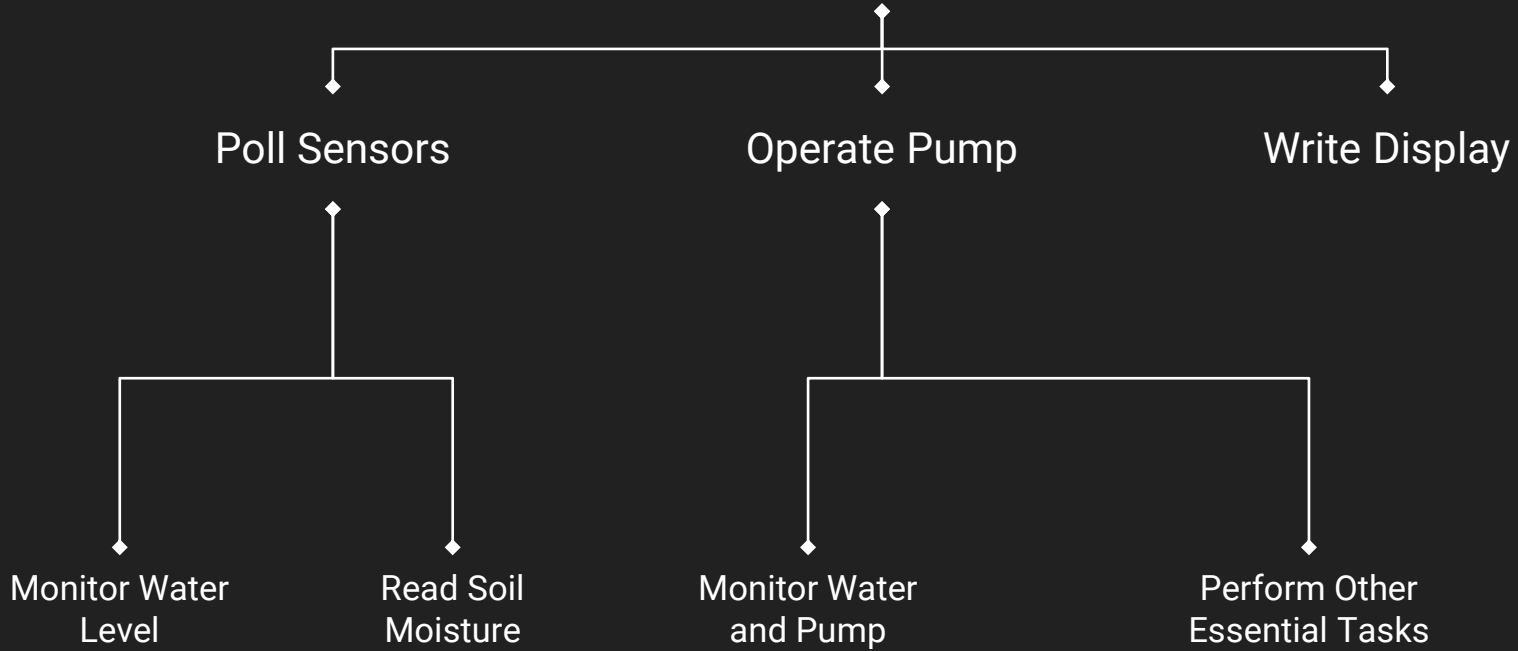 Poll Sensors
Operate Pump
Write Display
Monitor Water
Level
Read Soil
Moisture
Monitor Water
and Pump
Perform Other
Essential Tasks